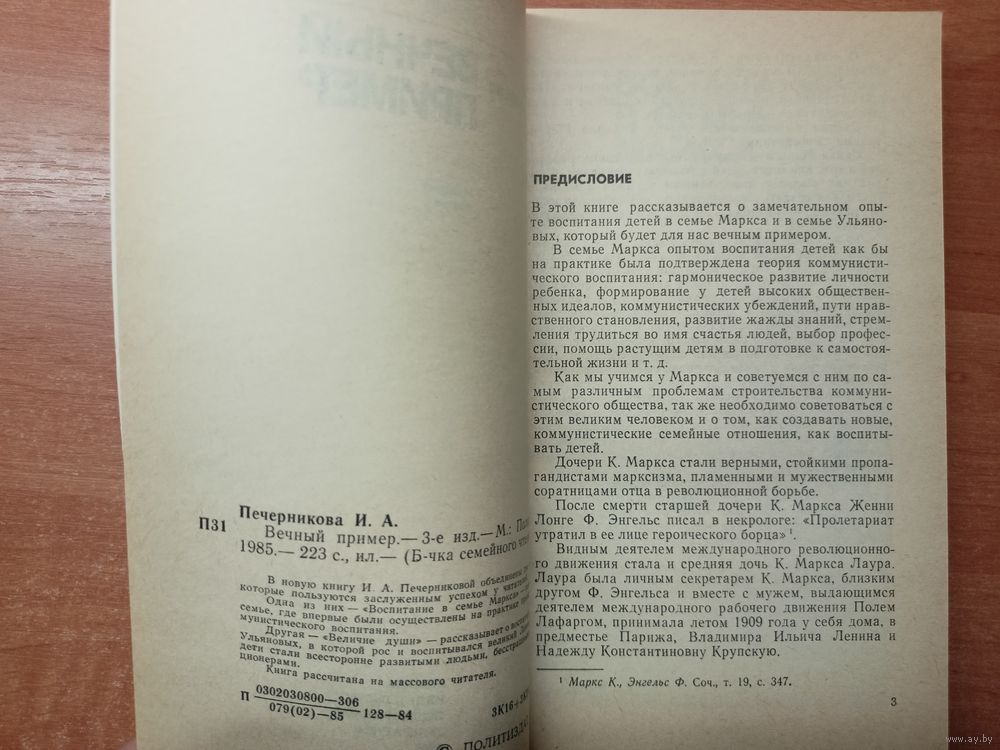 П31
Печерникова И. А.
Вечный пример.— 3-е изд.— М.:
1985.— 223 с., ил.— (Б-чка семейного
В новую книгу И. А. Печерниковой объединены
которые пользуются заслуженным успехом у
Одна из них — «Воспитание в семье Маркса» —
семье, где впервые были осуществлены на практике
мунистического воспитания.
Другая — «Величие души» — рассказывает о
Ульяновых, в которой рос и воспитывался великий
дети стали всесторонне развитыми людьми,
ционерами.
Книга рассчитана на массового читателя.
П 0302030800—306
079(02)—85 128—84
3К16+
© ПОЛИТИЗД
ПРЕДИСЛОВИЕ
В этой книге рассказывается о замечательном опы-
те воспитания детей в семье Маркса и в семье Ульяно-
вых, который будет для нас вечным примером.
В семье Маркса опытом воспитания детей как бы
на практике была подтверждена теория коммунисти-
ческого воспитания: гармоническое развитие личности
ребенка, формирование у детей высоких обществен-
ных идеалов, коммунистических убеждений, пути нрав-
ственного становления, развитие жажды знаний, стрем-
ления трудиться во имя счастья людей, выбор профес-
сии, помощь растущим детям в подготовке к самостоя-
тельной жизни и т. д.
Как мы учимся у Маркса и советуемся с ним по са-
мым различным проблемам строительства коммуни-
стического общества, так же необходимо советоваться с
этим великим человеком и о том, как создавать новые,
коммунистические семейные отношения, как воспиты-
вать детей.
Дочери К. Маркса стали верными, стойкими пропа-
гандистами марксизма, пламенными и мужественными
соратницами отца в революционной борьбе.
После смерти старшей дочери К. Маркса Женни
Лонге Ф. Энгельс писал в некрологе: «Пролетариат
утратил в ее лице героического борца» ¹.
Видным деятелем международного революционно-
го движения стала и средняя дочь К. Маркса Лаура.
Лаура была личным секретарем К. Маркса, близким
другом Ф. Энгельса и вместе с мужем, выдающимся
деятелем международного рабочего движения Полем
Лафаргом, принимала летом 1909 года у себя дома, в
предместье Парижа, Владимира Ильича Ленина и
Надежду Константиновну Крупскую.
¹ Маркс К., Энгельс Ф. Соч., т. 19, с. 347.
3
www.ay.by